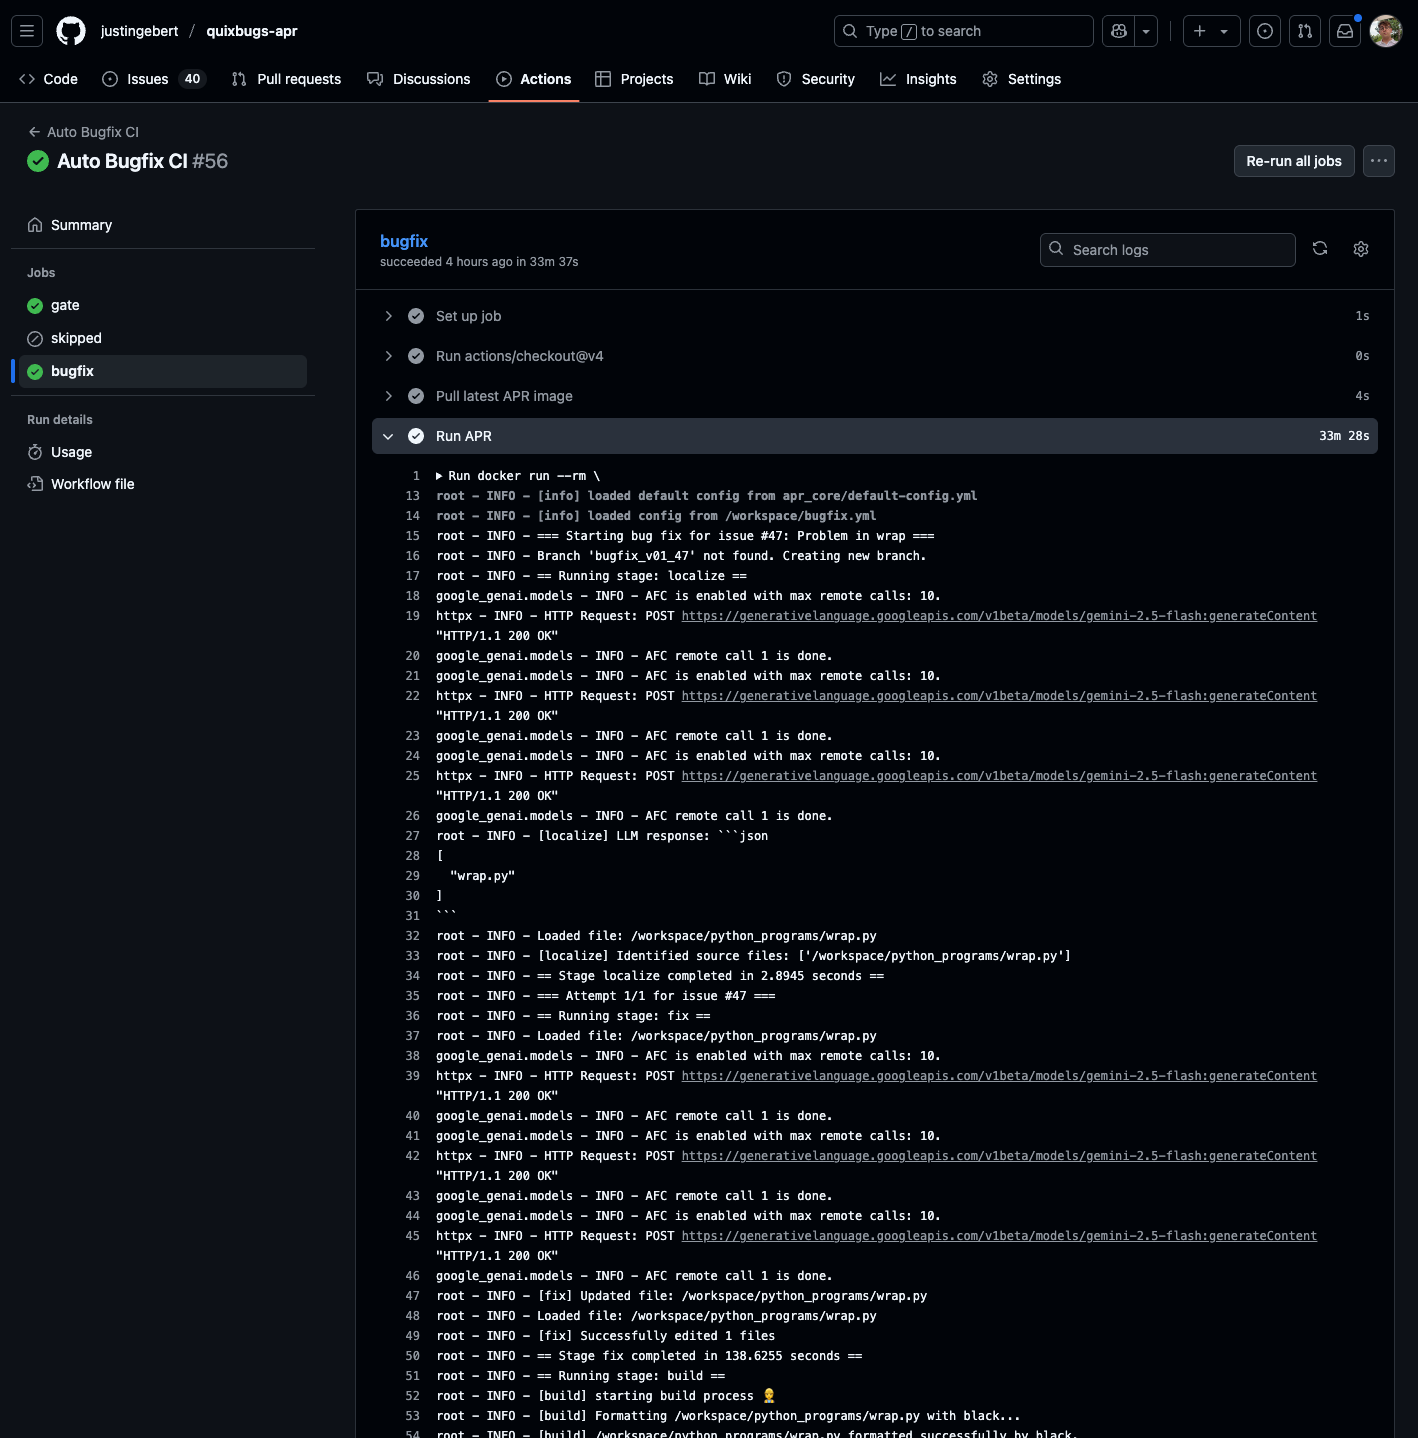 justingebert / quixbugs-apr
Type / to search
Code
Issues 40
Pull requests
Discussions
Actions
Projects
Wiki
Security
Insights
Settings
← Auto Bugfix CI
Auto Bugfix CI #56
Re-run all jobs
Summary
Jobs
gate
skipped
bugfix
Run details
Usage
Workflow file
bugfix
succeeded 4 hours ago in 33m 37s
Search logs
Set up job 1s
Run actions/checkout@v4 0s
Pull latest APR image 4s
Run APR 33m 28s
1 ▶ Run docker run --rm \
13 root - INFO - [info] loaded default config from apr_core/default-config.yml
14 root - INFO - [info] loaded config from /workspace/bugfix.yml
15 root - INFO - === Starting bug fix for issue #47: Problem in wrap ===
16 root - INFO - Branch 'bugfix_v01_47' not found. Creating new branch.
17 root - INFO - == Running stage: localize ==
18 google_genai.models - INFO - AFC is enabled with max remote calls: 10.
19 httpx - INFO - HTTP Request: POST https://generativelanguage.googleapis.com/v1beta/models/gemini-2.5-flash:generateContent
"HTTP/1.1 200 OK"
20 google_genai.models - INFO - AFC remote call 1 is done.
21 google_genai.models - INFO - AFC is enabled with max remote calls: 10.
22 httpx - INFO - HTTP Request: POST https://generativelanguage.googleapis.com/v1beta/models/gemini-2.5-flash:generateContent
"HTTP/1.1 200 OK"
23 google_genai.models - INFO - AFC remote call 1 is done.
24 google_genai.models - INFO - AFC is enabled with max remote calls: 10.
25 httpx - INFO - HTTP Request: POST https://generativelanguage.googleapis.com/v1beta/models/gemini-2.5-flash:generateContent
"HTTP/1.1 200 OK"
26 google_genai.models - INFO - AFC remote call 1 is done.
27 root - INFO - [localize] LLM response: ```json
28 [
29 "wrap.py"
30 ]
31 ```
32 root - INFO - Loaded file: /workspace/python_programs/wrap.py
33 root - INFO - [localize] Identified source files: ['/workspace/python_programs/wrap.py']
34 root - INFO - == Stage localize completed in 2.8945 seconds ==
35 root - INFO - === Attempt 1/1 for issue #47 ===
36 root - INFO - == Running stage: fix ==
37 root - INFO - Loaded file: /workspace/python_programs/wrap.py
38 google_genai.models - INFO - AFC is enabled with max remote calls: 10.
39 httpx - INFO - HTTP Request: POST https://generativelanguage.googleapis.com/v1beta/models/gemini-2.5-flash:generateContent
"HTTP/1.1 200 OK"
40 google_genai.models - INFO - AFC remote call 1 is done.
41 google_genai.models - INFO - AFC is enabled with max remote calls: 10.
42 httpx - INFO - HTTP Request: POST https://generativelanguage.googleapis.com/v1beta/models/gemini-2.5-flash:generateContent
"HTTP/1.1 200 OK"
43 google_genai.models - INFO - AFC remote call 1 is done.
44 google_genai.models - INFO - AFC is enabled with max remote calls: 10.
45 httpx - INFO - HTTP Request: POST https://generativelanguage.googleapis.com/v1beta/models/gemini-2.5-flash:generateContent
"HTTP/1.1 200 OK"
46 google_genai.models - INFO - AFC remote call 1 is done.
47 root - INFO - [fix] Updated file: /workspace/python_programs/wrap.py
48 root - INFO - Loaded file: /workspace/python_programs/wrap.py
49 root - INFO - [fix] Successfully edited 1 files
50 root - INFO - == Stage fix completed in 138.6255 seconds ==
51 root - INFO - == Running stage: build ==
52 root - INFO - [build] starting build process 👷
53 root - INFO - [build] Formatting /workspace/python_programs/wrap.py with black...
54 root - INFO - [build] /workspace/python_programs/wrap.py formatted successfully by black.